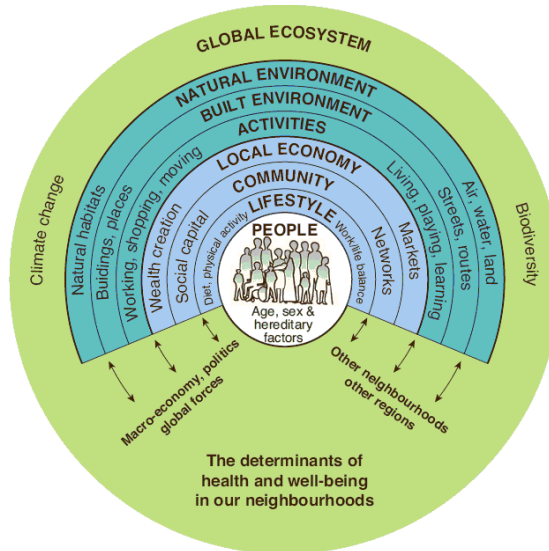 GLOBAL ECOSYSTEM
Climate change
Biodiversity
NATURAL ENVIRONMENT
Natural habitats
Air, water, land
BUILT ENVIRONMENT
Buidings, places
Streets, routes
ACTIVITIES
Working, shopping, moving
Living, playing, learning
LOCAL ECONOMY
Wealth creation
Markets
COMMUNITY
Social capital
Networks
LIFESTYLE
Diet, physical activity
Work/life balance
PEOPLE
Age, sex &
hereditary
factors
Macro-economy, politics
global forces
Other neighbourhoods
other regions
The determinants of
health and well-being
in our neighbourhoods